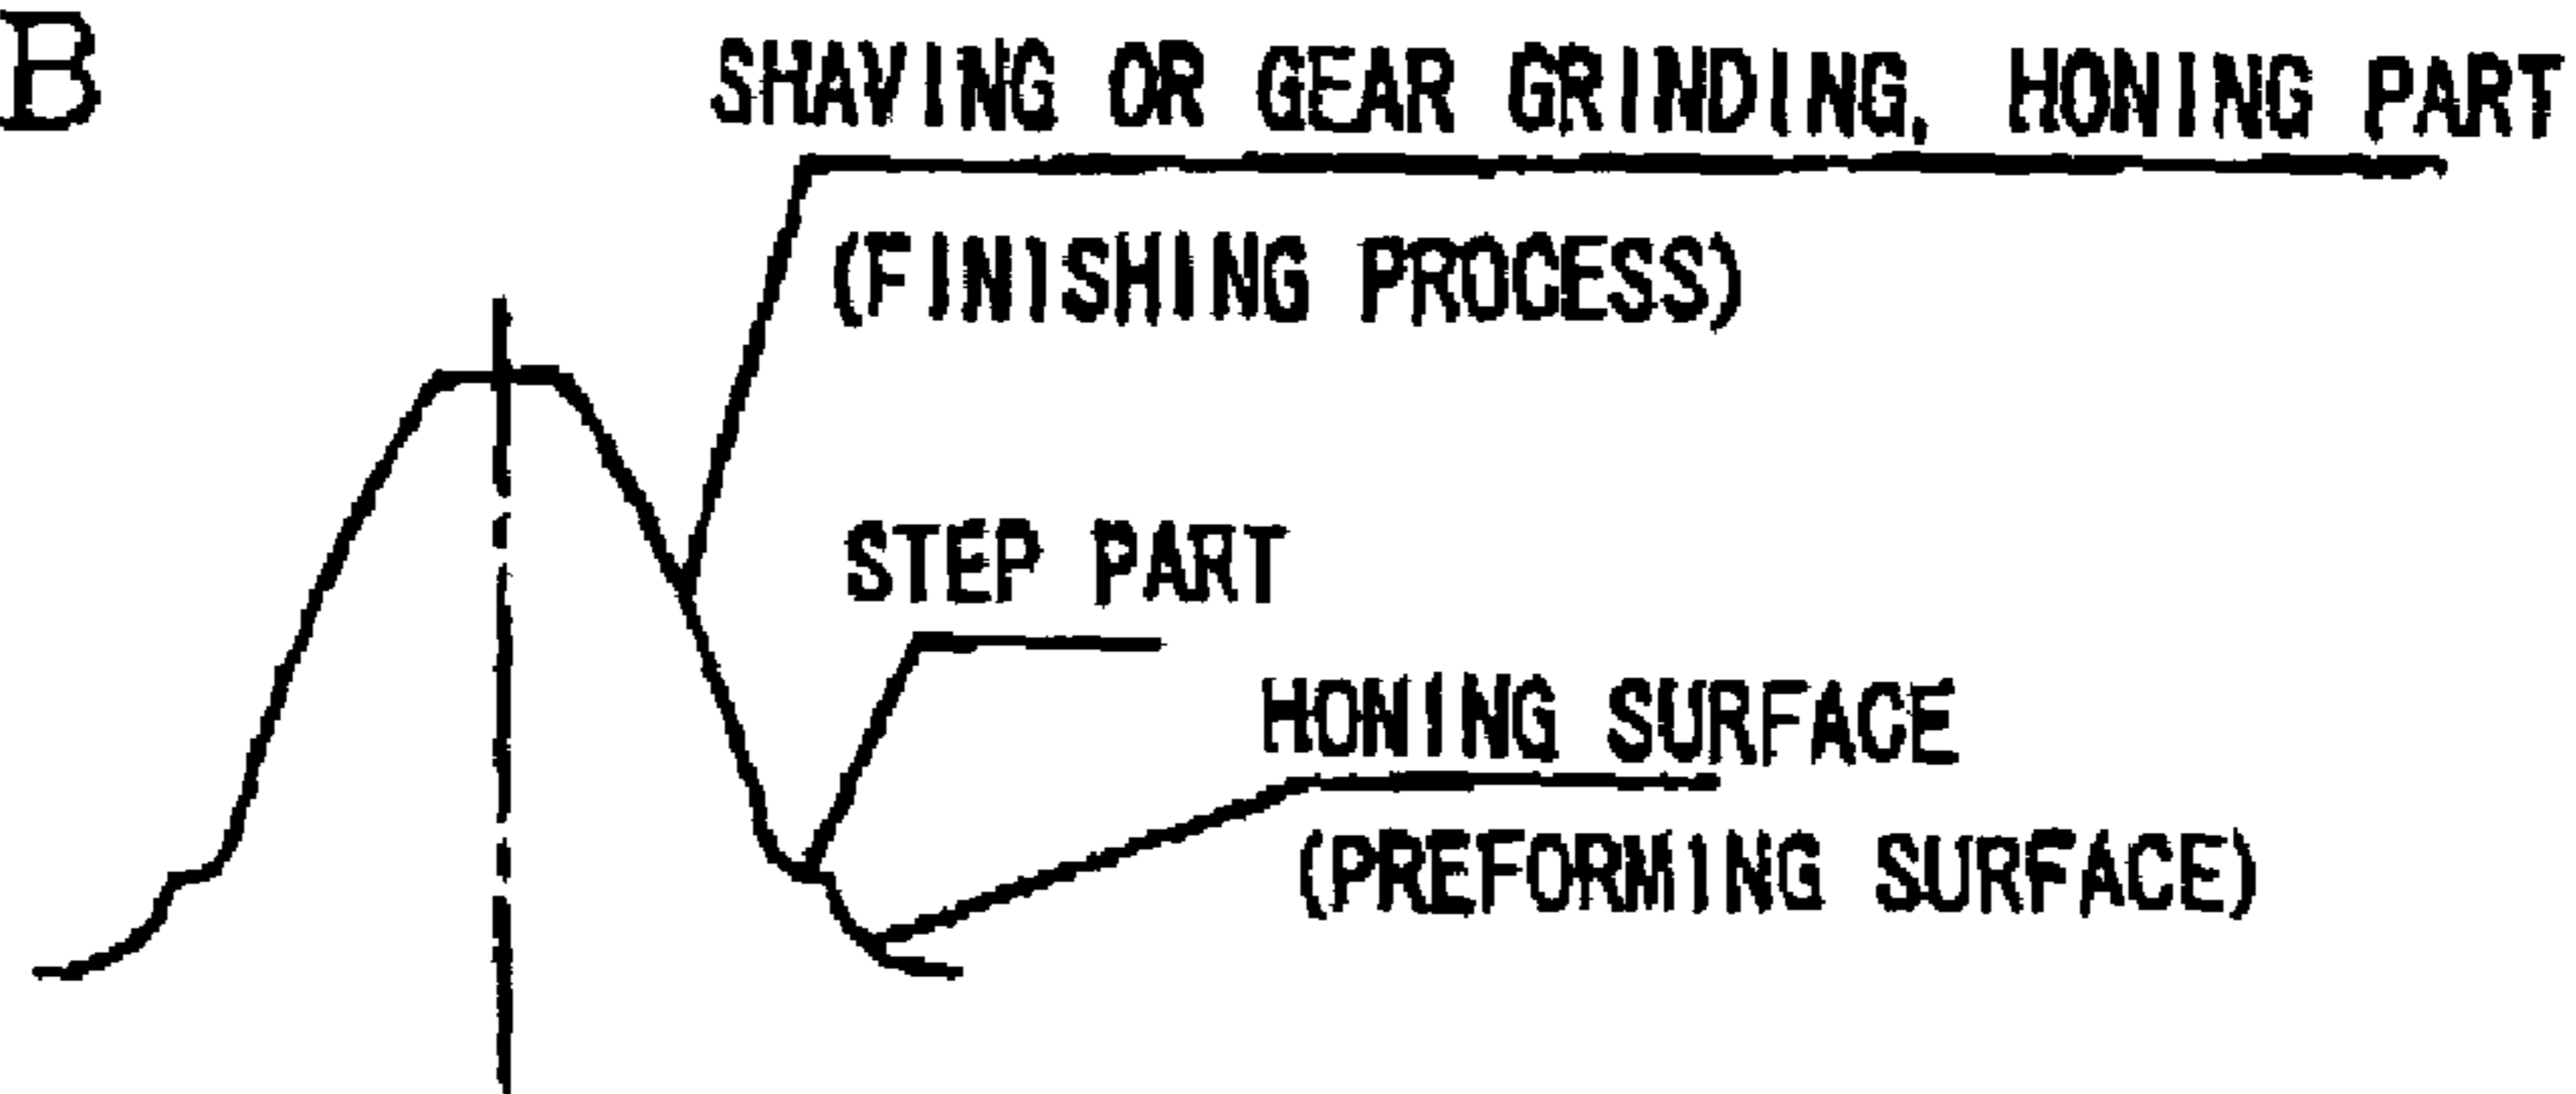 B
SHAVING OR GEAR GRINDING, HONING PART
(FINISHING PROCESS)
STEP PART
HONING SURFACE
(PREFORMING SURFACE)